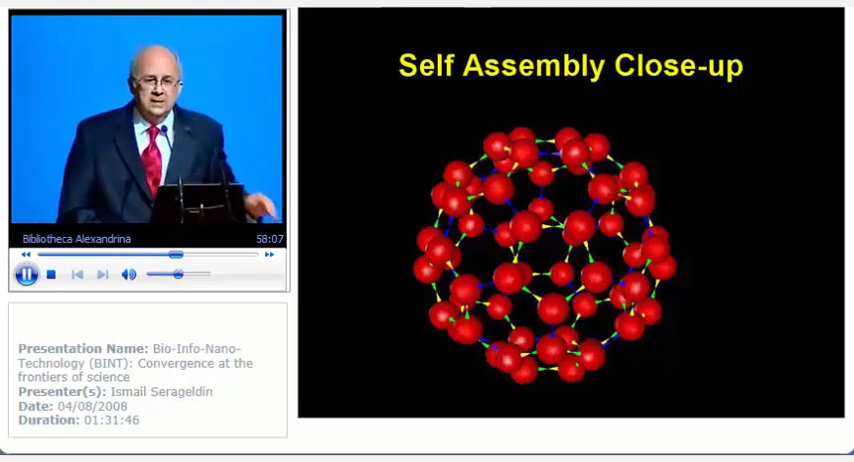 Self Assembly Close-up
Bibliotheca Alexandrina 58:07
Presentation Name: Bio-Info-Nano-
Technology (BINT): Convergence at the
frontiers of science
Presenter(s): Ismail Serageldin
Date: 04/08/2008
Duration: 01:31:46